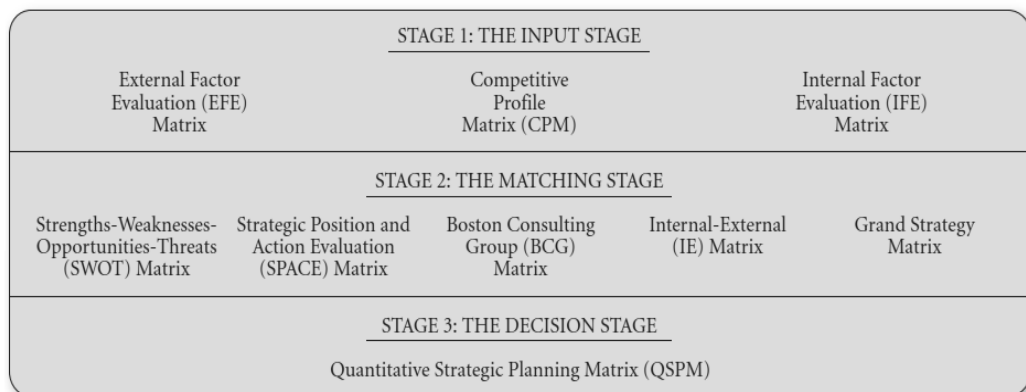 STAGE 1: THE INPUT STAGE
External Factor
Evaluation (EFE)
Matrix
Competitive
Profile
Matrix (CPM)
Internal Factor
Evaluation (IFE)
Matrix
STAGE 2: THE MATCHING STAGE
Strengths-Weaknesses-
Opportunities-Threats
(SWOT) Matrix
Strategic Position and
Action Evaluation
(SPACE) Matrix
Boston Consulting
Group (BCG)
Matrix
Internal-External
(IE) Matrix
Grand Strategy
Matrix
STAGE 3: THE DECISION STAGE
Quantitative Strategic Planning Matrix (QSPM)